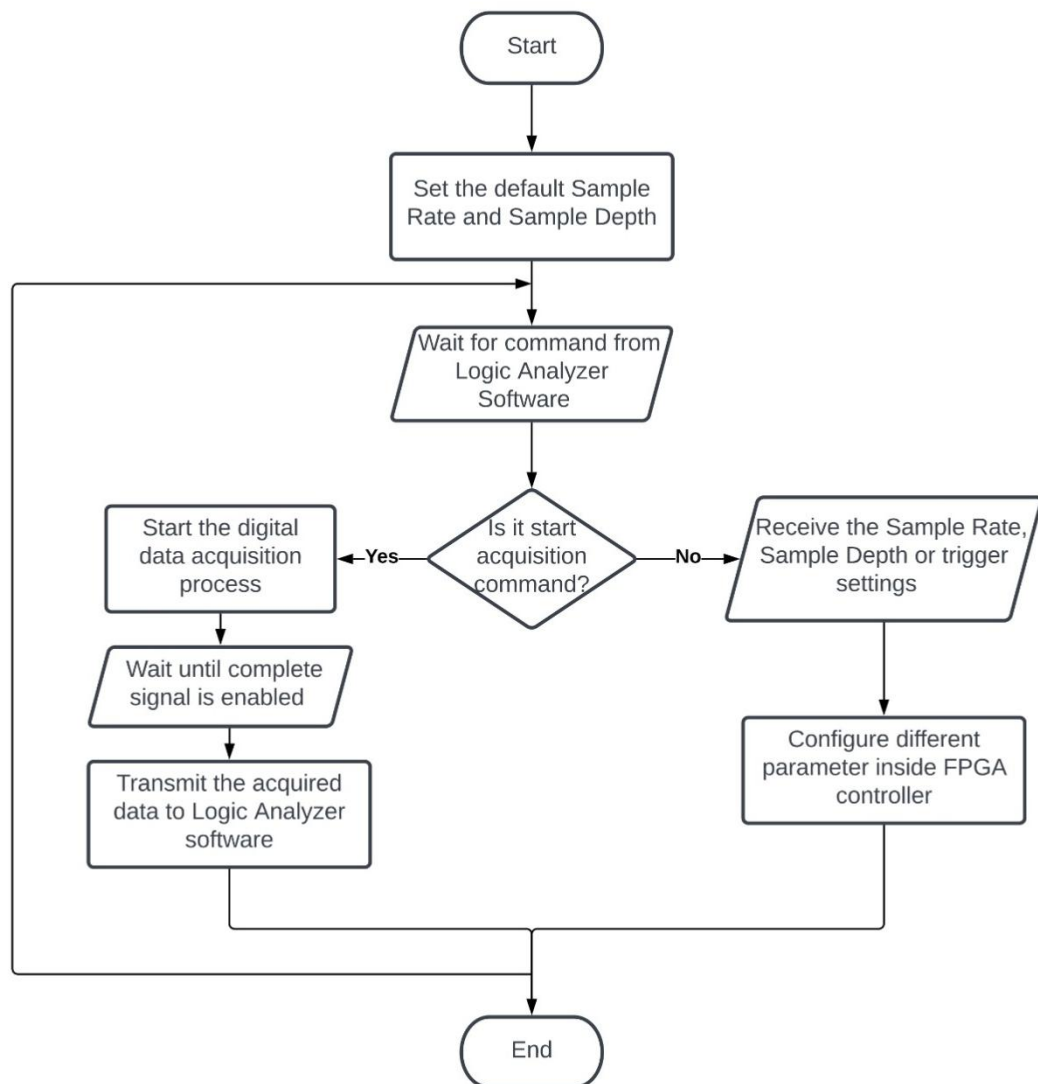 Start
Set the default Sample
Rate and Sample Depth
Wait for command from
Logic Analyzer
Software
Is it start
acquisition
command?
Yes
No
Start the digital
data acquisition
process
Wait until complete
signal is enabled
Transmit the acquired
data to Logic Analyzer
software
Receive the Sample Rate,
Sample Depth or trigger
settings
Configure different
parameter inside FPGA
controller
End